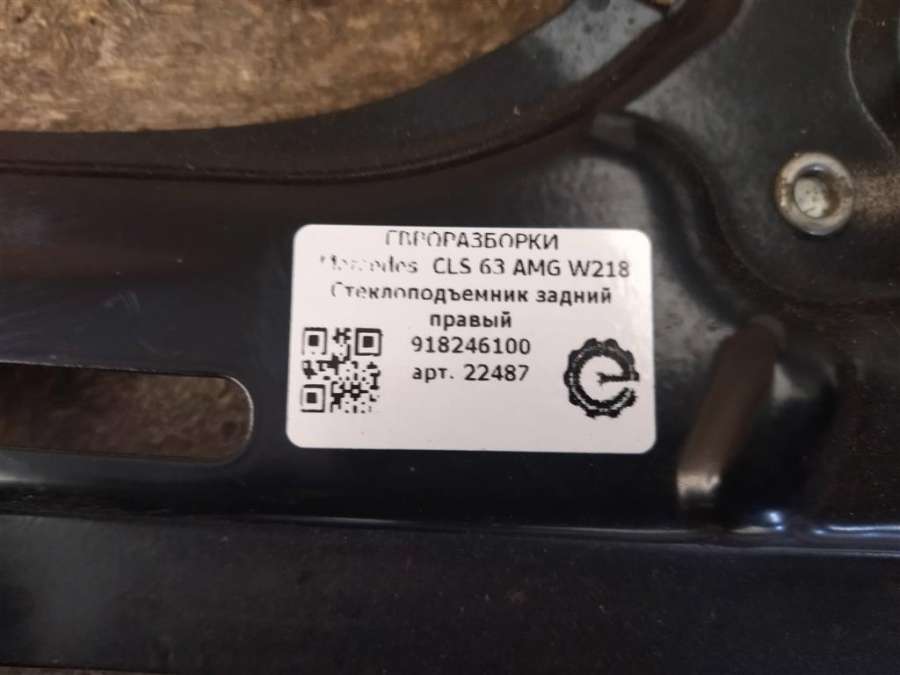 ЕВРОРАЗБОРКИ
Mercedes CLS 63 AMG W218
Стеклоподъемник задний
правый
918246100
арт. 22487